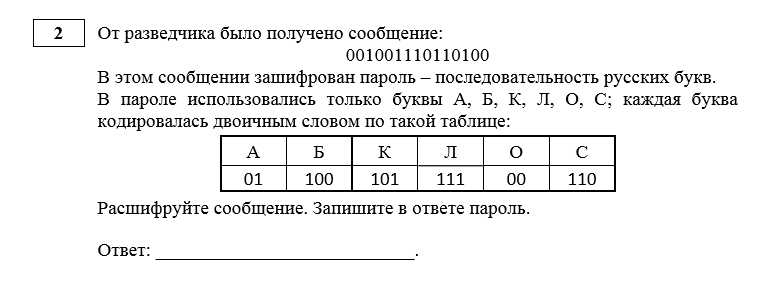 2 От разведчика было получено сообщение:
001001110110100
В этом сообщении зашифрован пароль – последовательность русских букв.
В пароле использовались только буквы А, Б, К, Л, О, С; каждая буква
кодировалась двоичным словом по такой таблице:
А Б К Л О С
01 100 101 111 00 110
Расшифруйте сообщение. Запишите в ответе пароль.
Ответ: ___________________________.